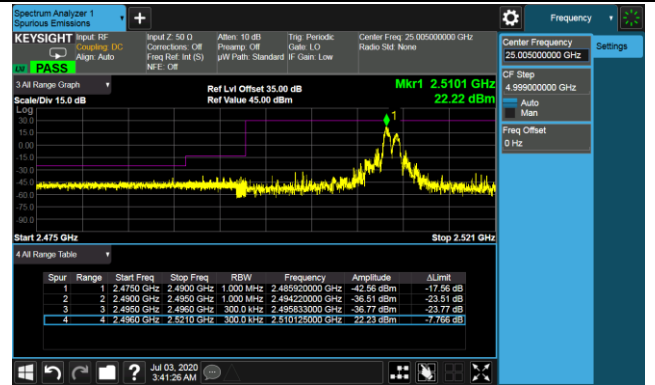 Spectrum Analyzer 1
Spurious Emissions
+
Frequency
KEYSIGHT Input: RF Input Z: 50 Ω Atten: 10 dB Trig: Periodic Center Freq: 25.005000000 GHz
Coupling: DC Corrections: Off Preamp: Off Gate: LO Radio Std: None
Align: Auto Freq Ref: Int (S) µW Path: Standard IF Gain: Low
NFE: Off
LXI PASS
Center Frequency
25.005000000 GHz
Settings
CF Step
4.999000000 GHz
Auto
Man
Freq Offset
0 Hz
3 All Range Graph
Ref Lvl Offset 35.00 dB
Mkr1 2.5101 GHz
Scale/Div 15.0 dB Ref Value 45.00 dBm 22.22 dBm
Log
30.0
15.0
0.00
-15.0
-30.0
-45.0
-60.0
-75.0
-90.0
1
Start 2.475 GHz Stop 2.521 GHz
4 All Range Table
Spur Range Start Freq Stop Freq RBW Frequency Amplitude ΔLimit
1 1 2.4750 GHz 2.4900 GHz 1.000 MHz 2.485920000 GHz -42.56 dBm -17.56 dB
2 2 2.4900 GHz 2.4950 GHz 1.000 MHz 2.494220000 GHz -36.51 dBm -23.51 dB
3 3 2.4950 GHz 2.4960 GHz 300.0 kHz 2.495833000 GHz -36.77 dBm -23.77 dB
4 4 2.4960 GHz 2.5210 GHz 300.0 kHz 2.510125000 GHz 22.23 dBm -7.766 dB
?
Jul 03, 2020
3:41:26 AM